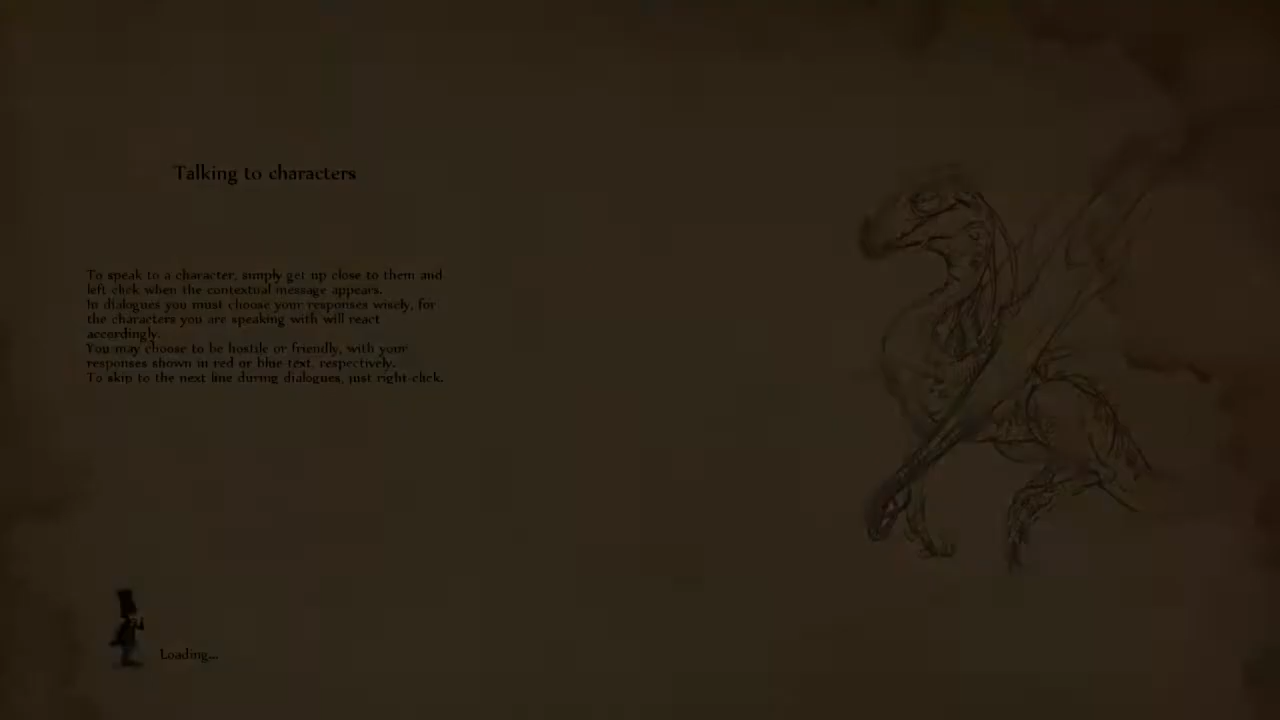 Talking to characters
To speak to a character, simply get up close to them and
left click when the contextual message appears.
In dialogues you must choose your responses wisely, for
the characters you are speaking with will react
accordingly.
You may choose to be hostile or friendly, with your
responses shown in red or blue text, respectively.
To skip to the next line during dialogues, just right-click.
Loading...